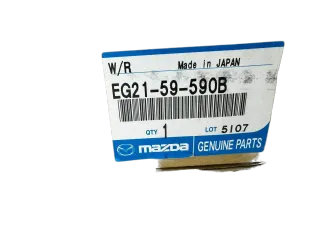 W/R Made in JAPAN
EG21-59-590B
QTY 1 LOT 5107
mazda GENUINE PARTS